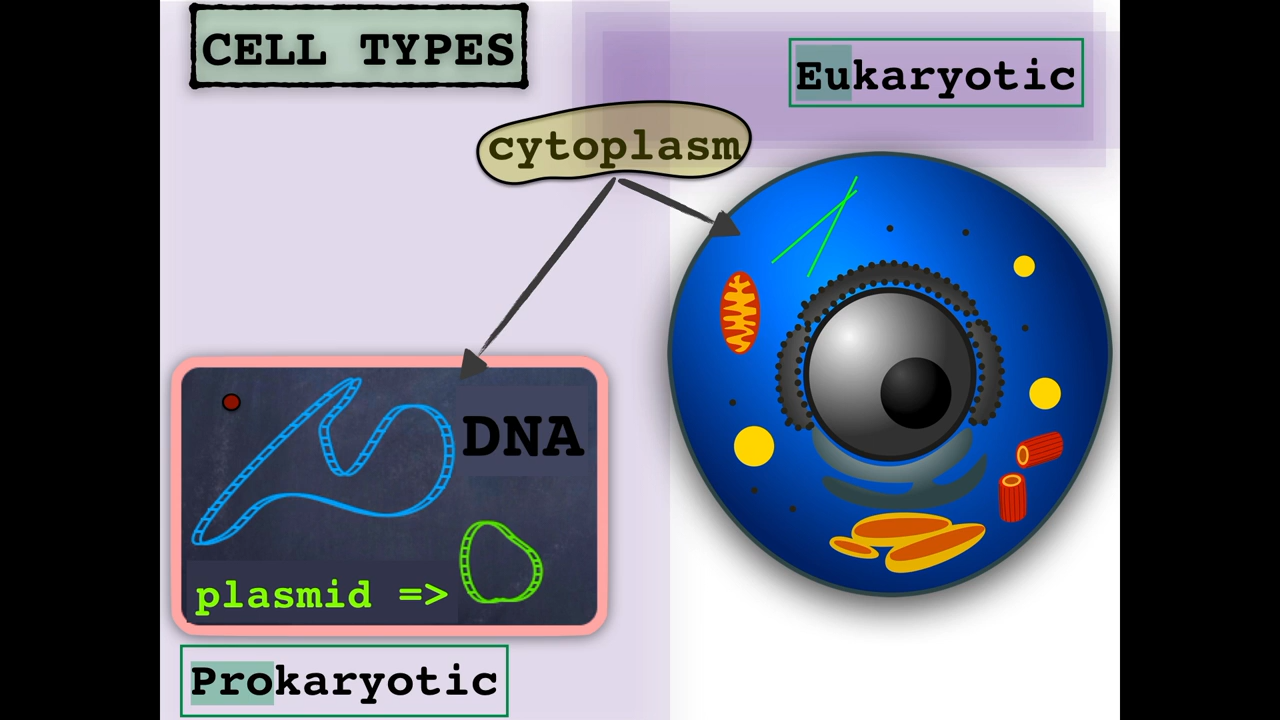 CELL TYPES
Eukaryotic
cytoplasm
DNA
plasmid =>
Prokaryotic